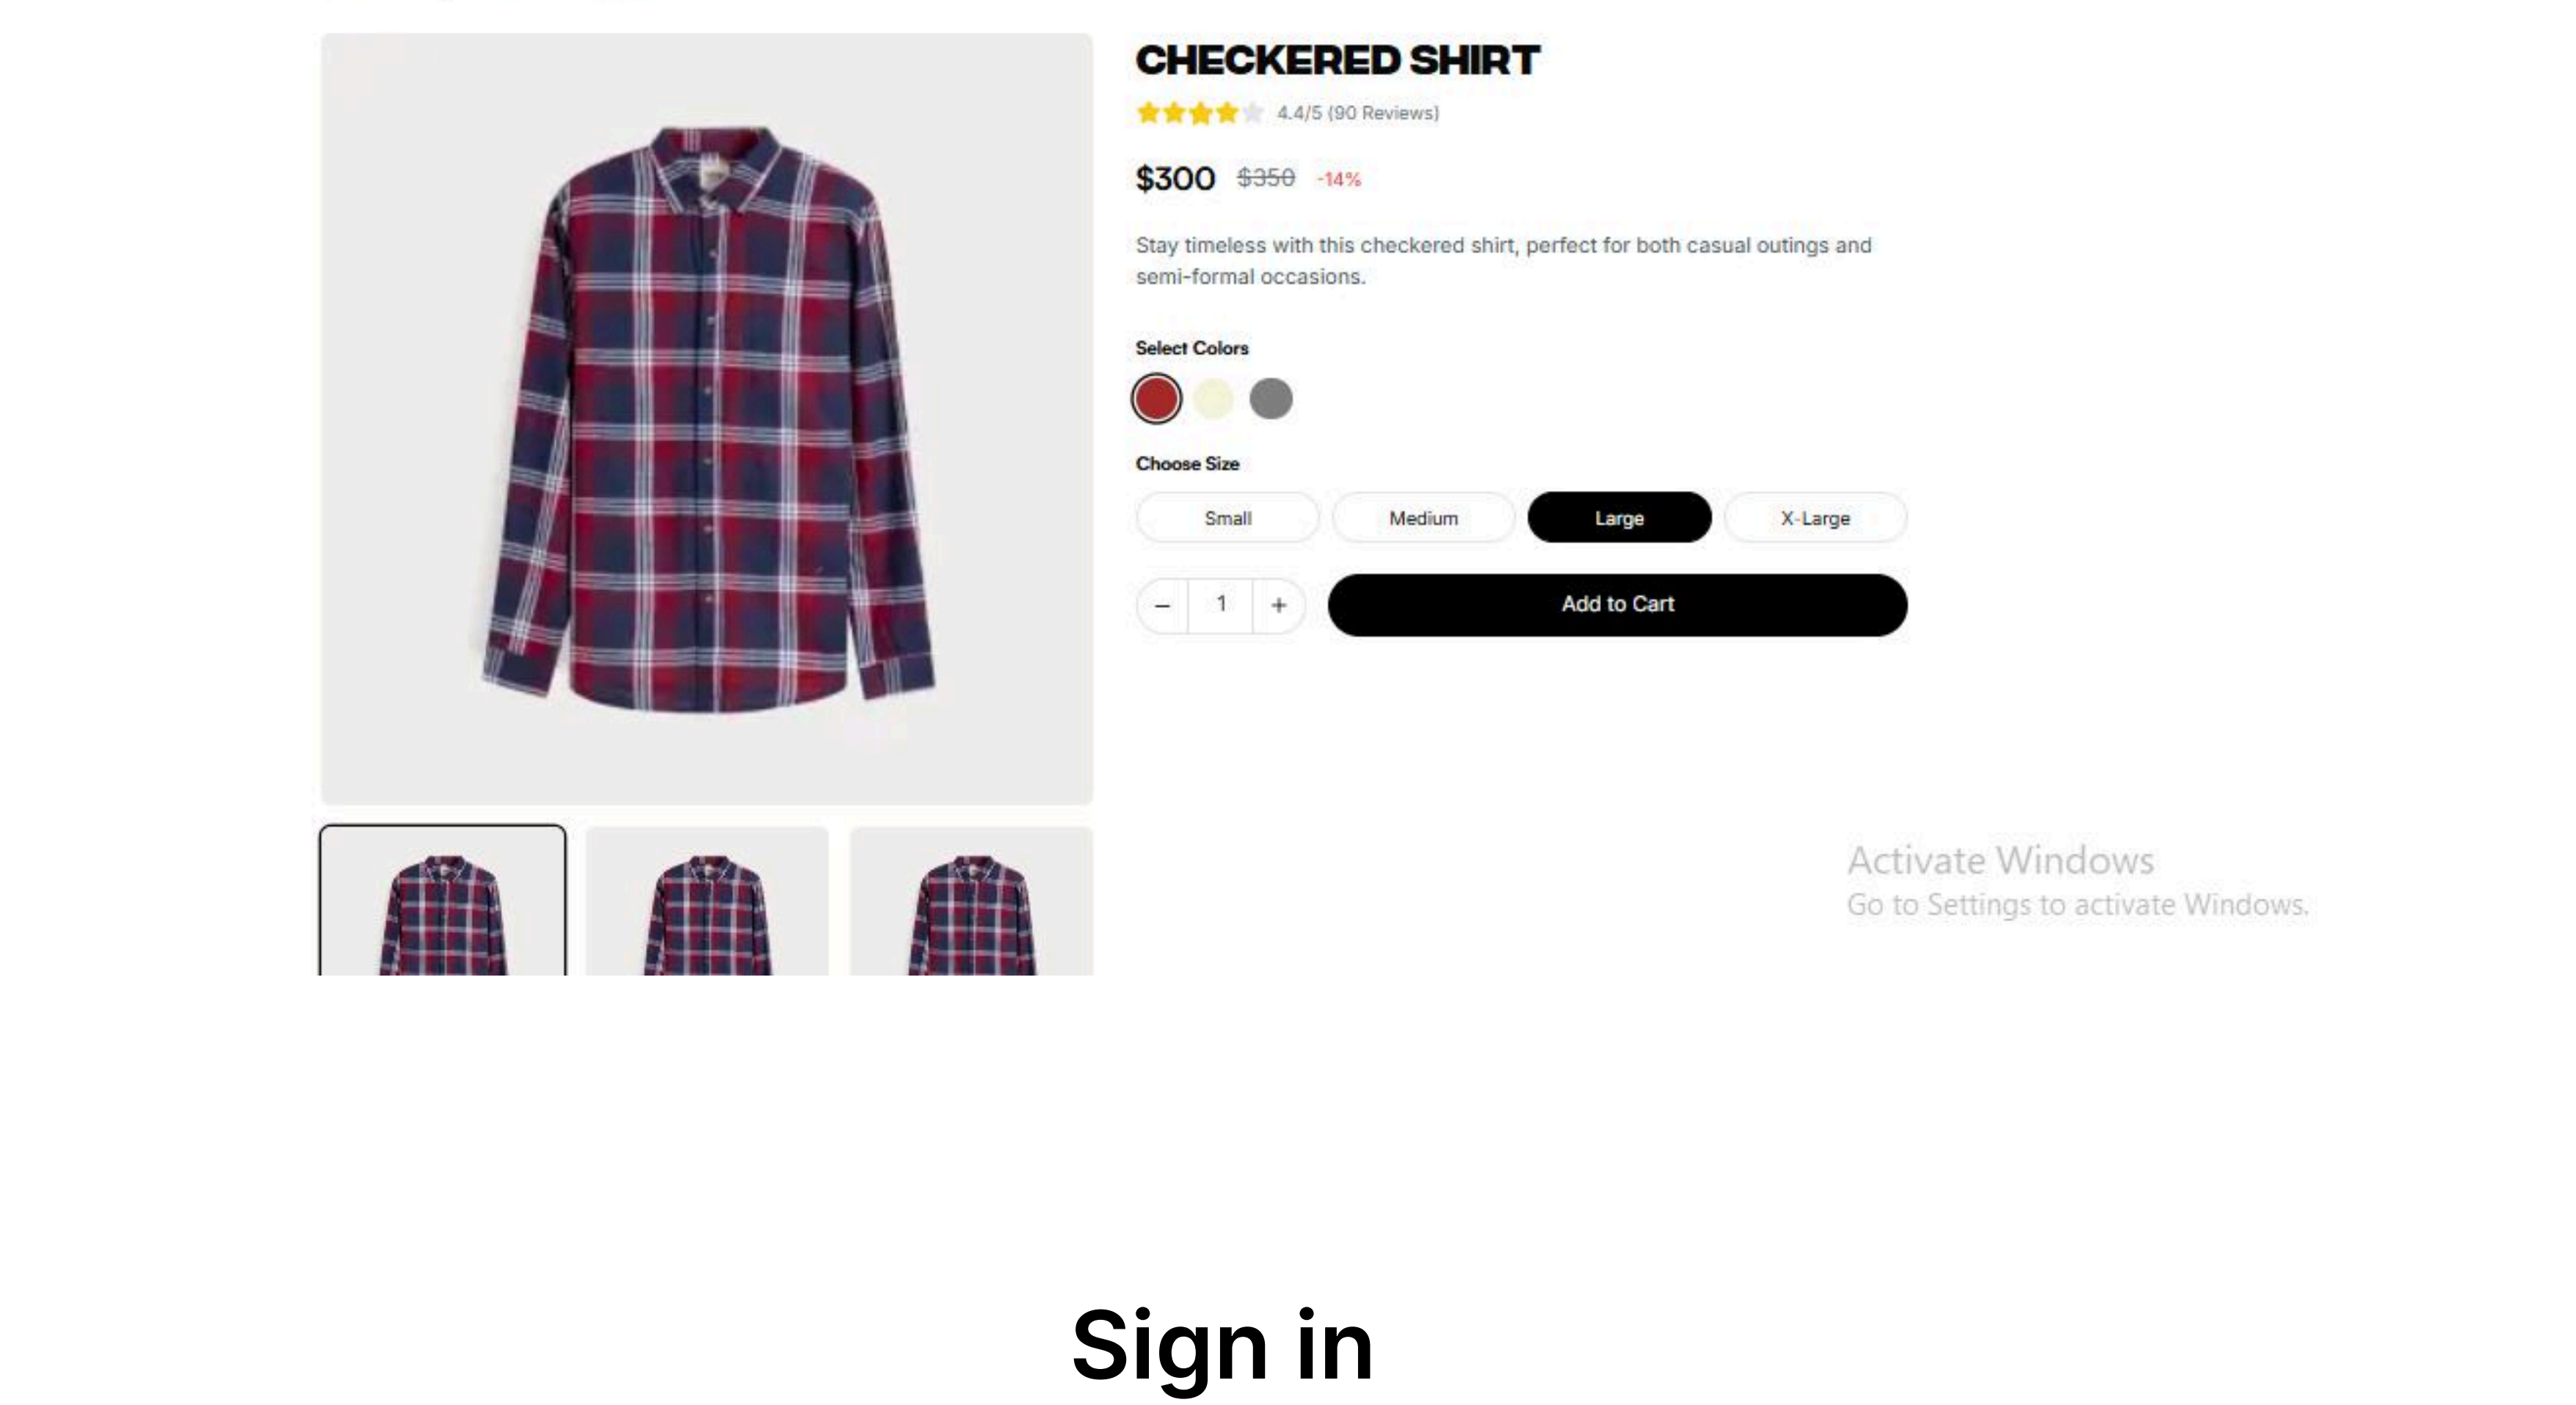 CHECKERED SHIRT
4.4/5 (90 Reviews)
$300 $350 -14%
Stay timeless with this checkered shirt, perfect for both casual outings and
semi-formal occasions.
Select Colors
Choose Size
Small Medium Large X-Large
− 1 + Add to Cart
Activate Windows
Go to Settings to activate Windows.
Sign in